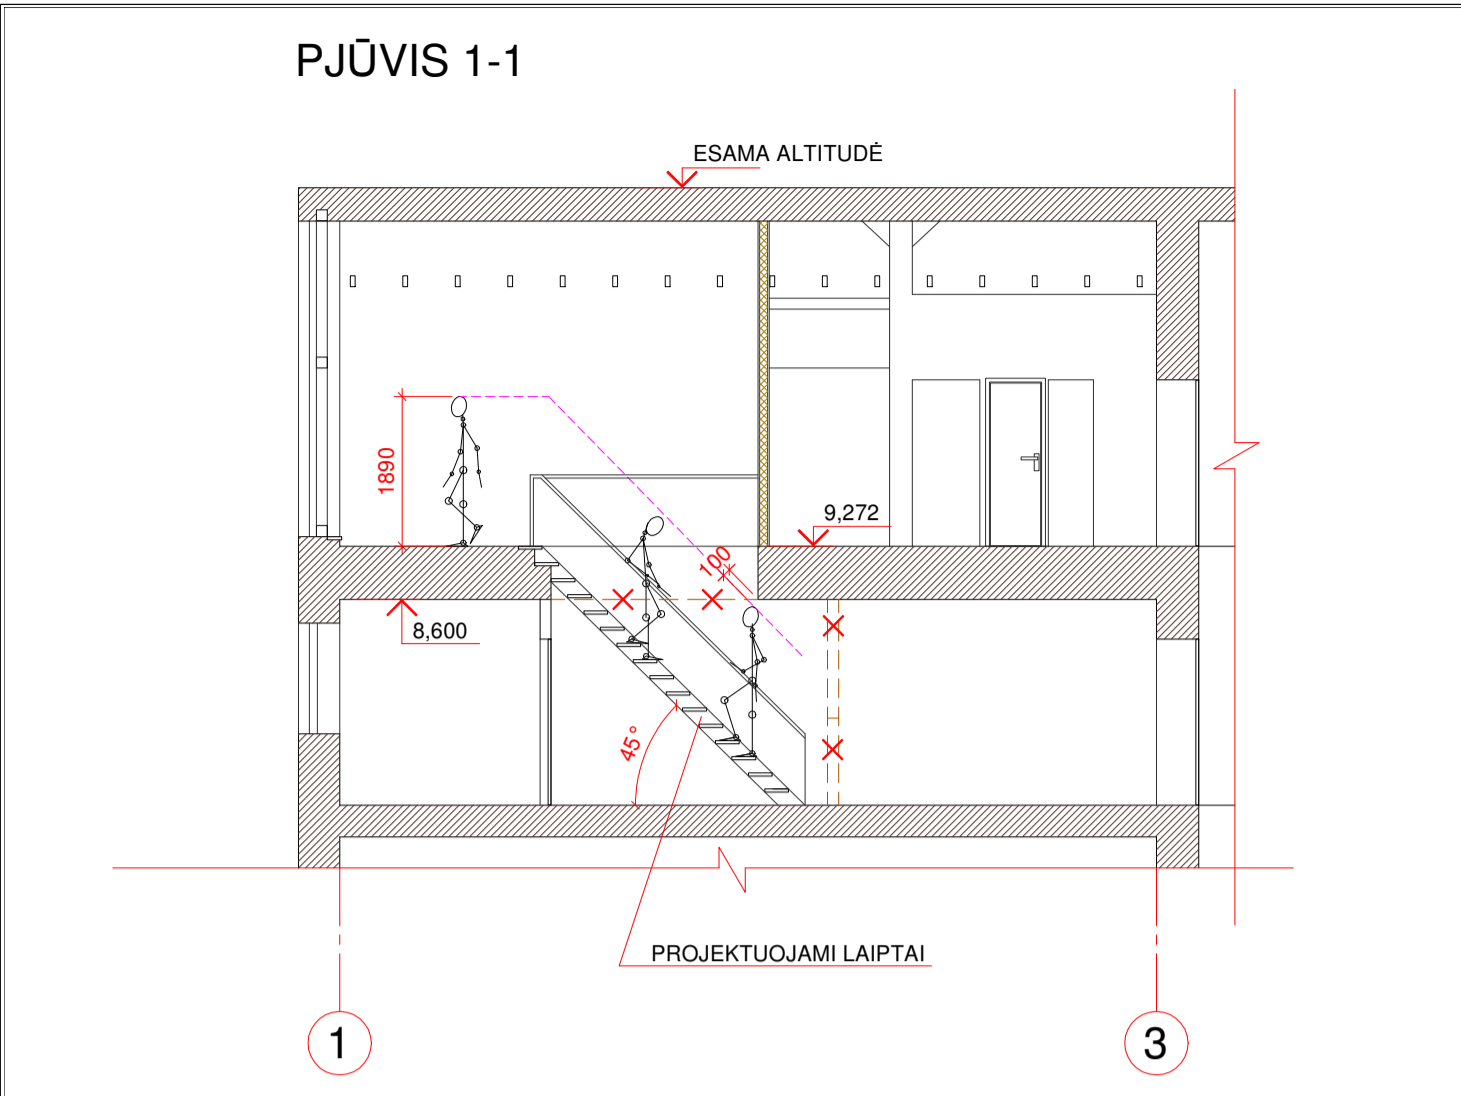 PJŪVIS 1-1
ESAMA ALTITUDĖ
1890
9,272
100
8,600
45°
PROJEKTUOJAMI LAIPTAI
1
3